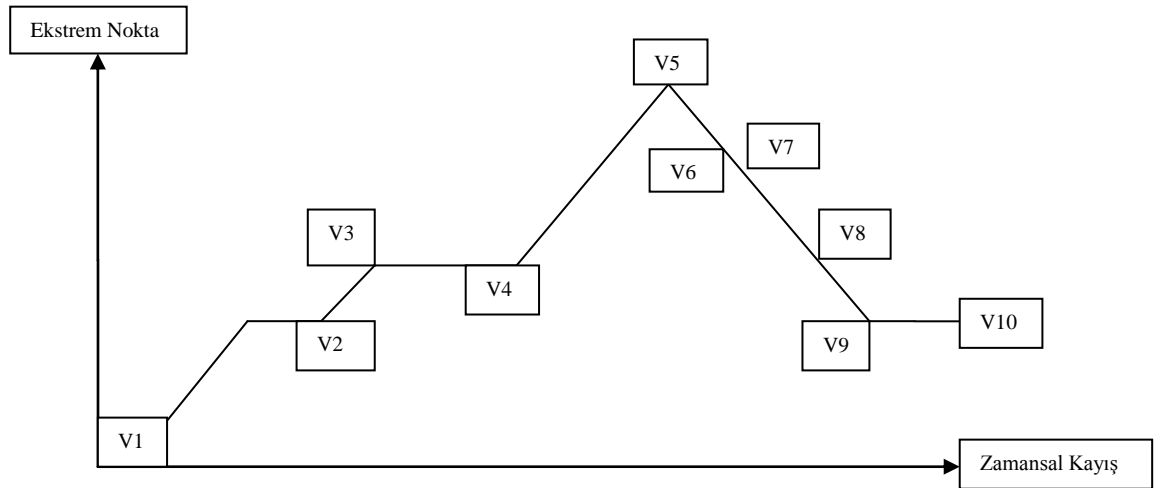 Ekstrem Nokta
V5
V7
V6
V3
V8
V4
V10
V2
V9
V1
Zamansal Kayış